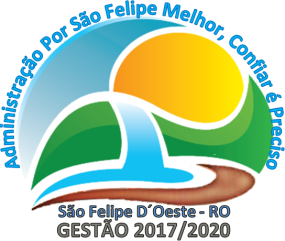 Administração Por São Felipe Melhor, Confiar é Preciso
São Felipe D´Oeste - RO
GESTÃO 2017/2020